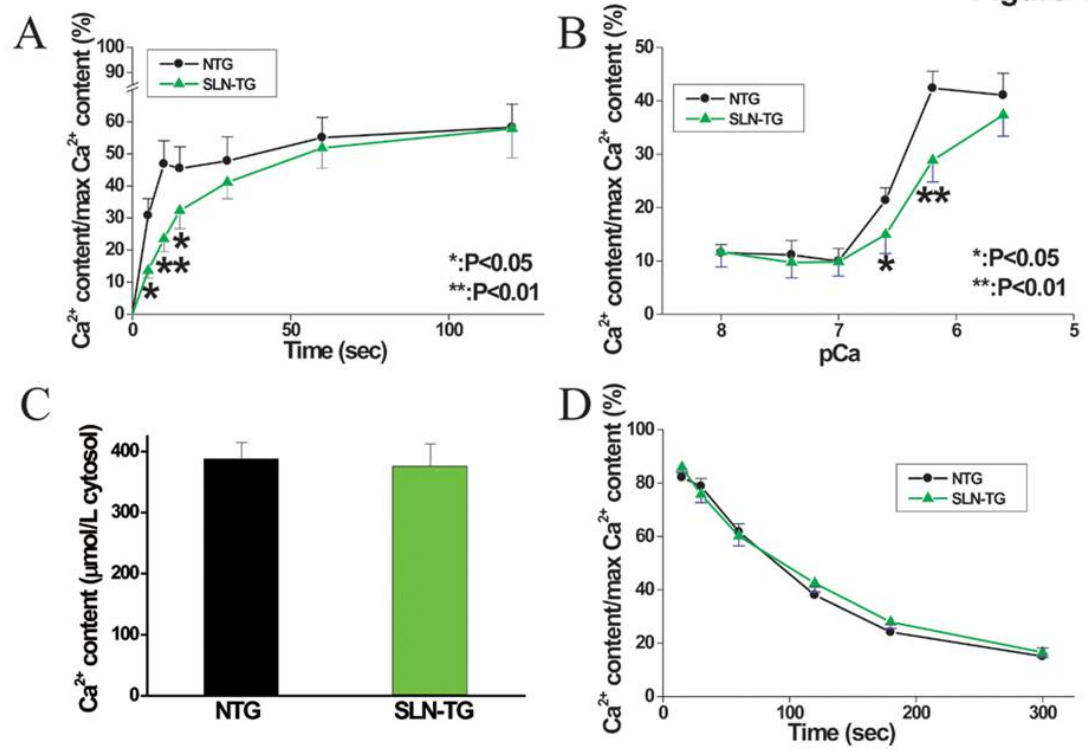 Figure
A
Ca²⁺ content/max Ca²⁺ content (%)
100
90
60
50
40
30
20
10
0
NTG
SLN-TG
*
**
*
*:P<0.05
**:P<0.01
0
50
100
Time (sec)
B
Ca²⁺ content/max Ca²⁺ content (%)
50
40
30
20
10
0
NTG
SLN-TG
**
*
*:P<0.05
**:P<0.01
8
7
6
5
pCa
C
Ca²⁺ content (µmol/L cytosol)
400
300
200
100
0
NTG
SLN-TG
D
Ca²⁺ content/max Ca²⁺ content (%)
100
80
60
40
20
0
NTG
SLN-TG
0
100
200
300
Time (sec)